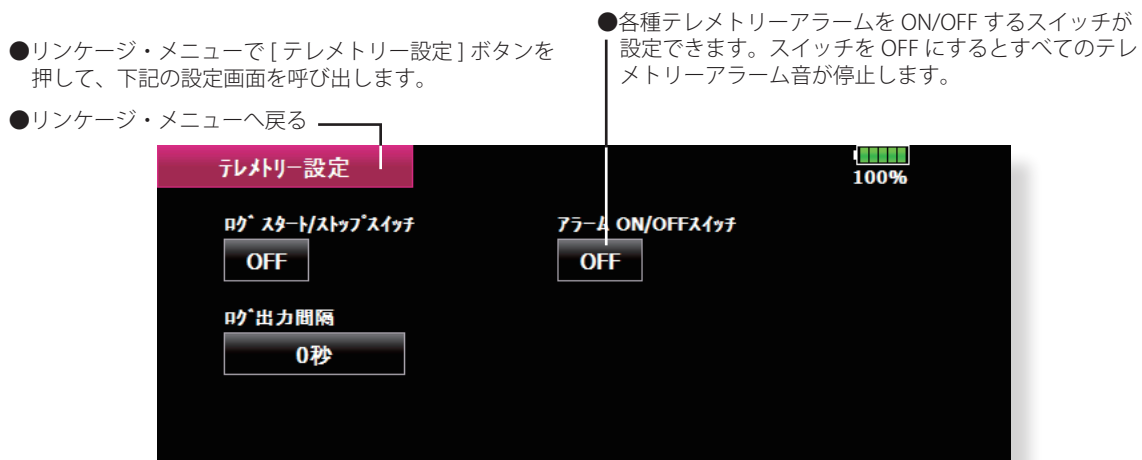 ●リンケージ・メニューで [ テレメトリー設定 ] ボタンを
押して、下記の設定画面を呼び出します。
●リンケージ・メニューへ戻る
●各種テレメトリーアラームを ON/OFF するスイッチが
設定できます。スイッチを OFF にするとすべてのテレ
メトリーアラーム音が停止します。
ﾃﾚﾒﾄﾘｰ設定
100%
ﾛｸﾞ ｽﾀｰﾄ/ｽﾄｯﾌﾟｽｲｯﾁ
アラーム ON/OFFｽｲｯﾁ
OFF
OFF
ﾛｸﾞ出力間隔
0秒